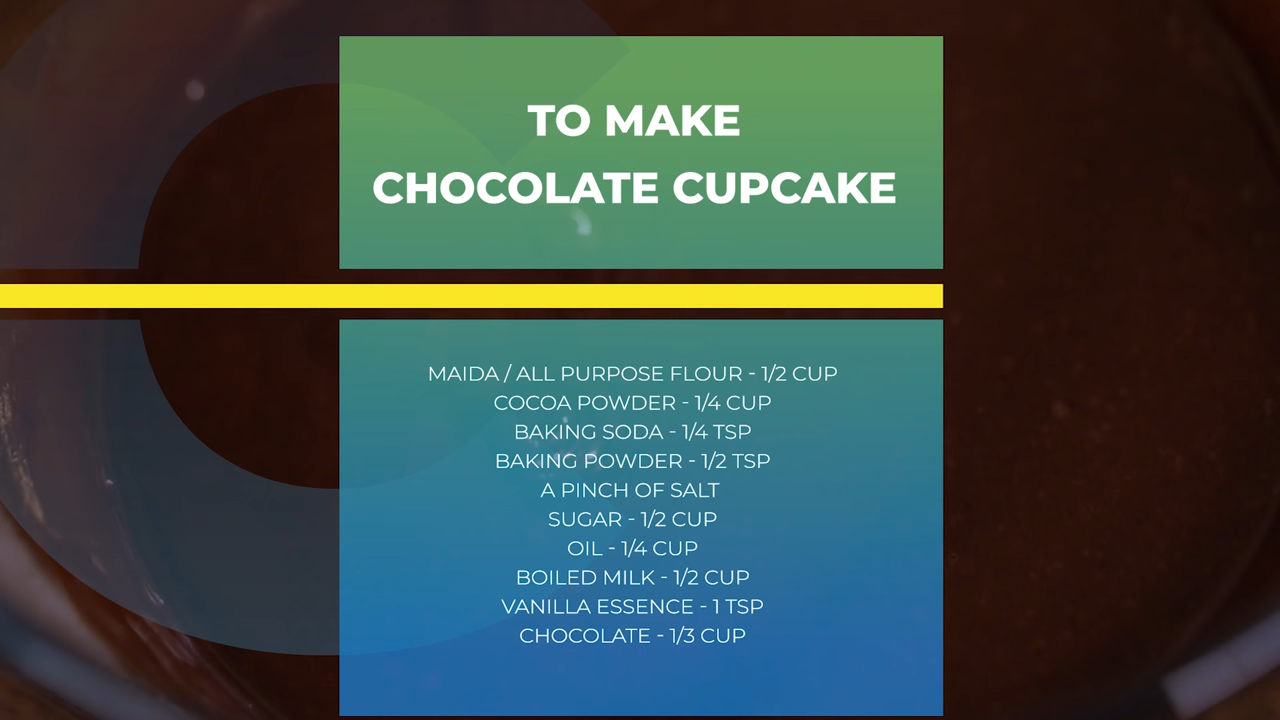 TO MAKE
CHOCOLATE CUPCAKE
MAIDA / ALL PURPOSE FLOUR - 1/2 CUP
COCOA POWDER - 1/4 CUP
BAKING SODA - 1/4 TSP
BAKING POWDER - 1/2 TSP
A PINCH OF SALT
SUGAR - 1/2 CUP
OIL - 1/4 CUP
BOILED MILK - 1/2 CUP
VANILLA ESSENCE - 1 TSP
CHOCOLATE - 1/3 CUP